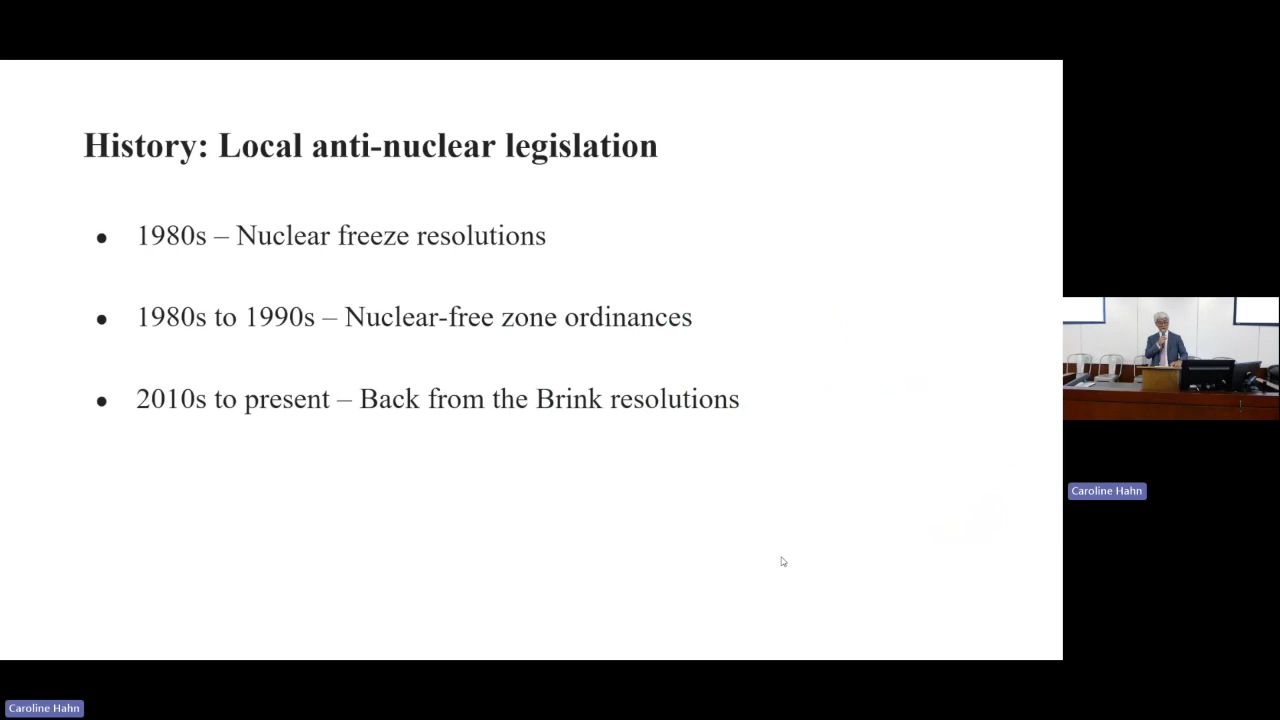 History: Local anti-nuclear legislation
● 1980s – Nuclear freeze resolutions
● 1980s to 1990s – Nuclear-free zone ordinances
● 2010s to present – Back from the Brink resolutions
Caroline Hahn
Caroline Hahn